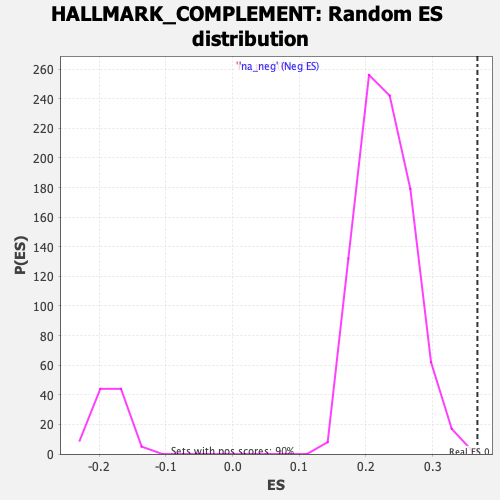 HALLMARK_COMPLEMENT: Random ES
distribution
'na_neg' (Neg ES)
260
240
220
200
180
160
140
120
100
80
60
40
20
0
P(ES)
Sets with pos scores: 90%
Real ES 0
-0.2 -0.1 0.0 0.1 0.2 0.3
ES